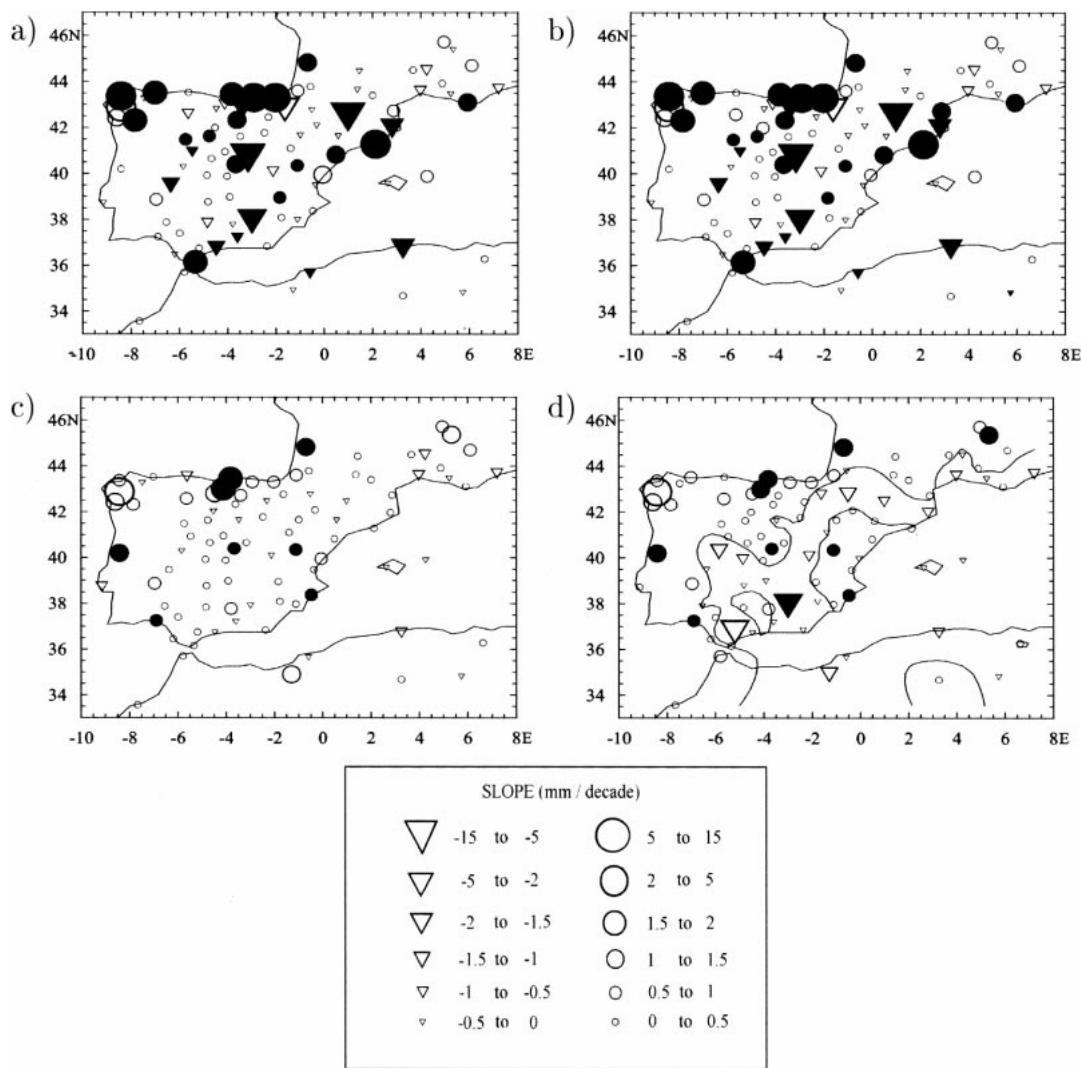 a)
46N
44
42
40
38
36
34
-10 -8 -6 -4 -2 0 2 4 6 8E
b)
46N
44
42
40
38
36
34
-10 -8 -6 -4 -2 0 2 4 6 8E
c)
46N
44
42
40
38
36
34
-10 -8 -6 -4 -2 0 2 4 6 8E
d)
46N
44
42
40
38
36
34
-10 -8 -6 -4 -2 0 2 4 6 8E
SLOPE (mm / decade)
-15 to -5 5 to 15
-5 to -2 2 to 5
-2 to -1.5 1.5 to 2
-1.5 to -1 1 to 1.5
-1 to -0.5 0.5 to 1
-0.5 to 0 0 to 0.5